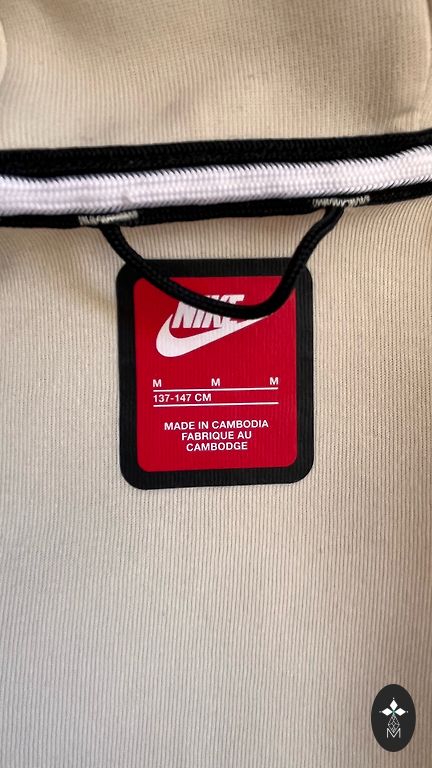 NIKE
M M M
137-147 CM
MADE IN CAMBODIA
FABRIQUE AU
CAMBODGE
M